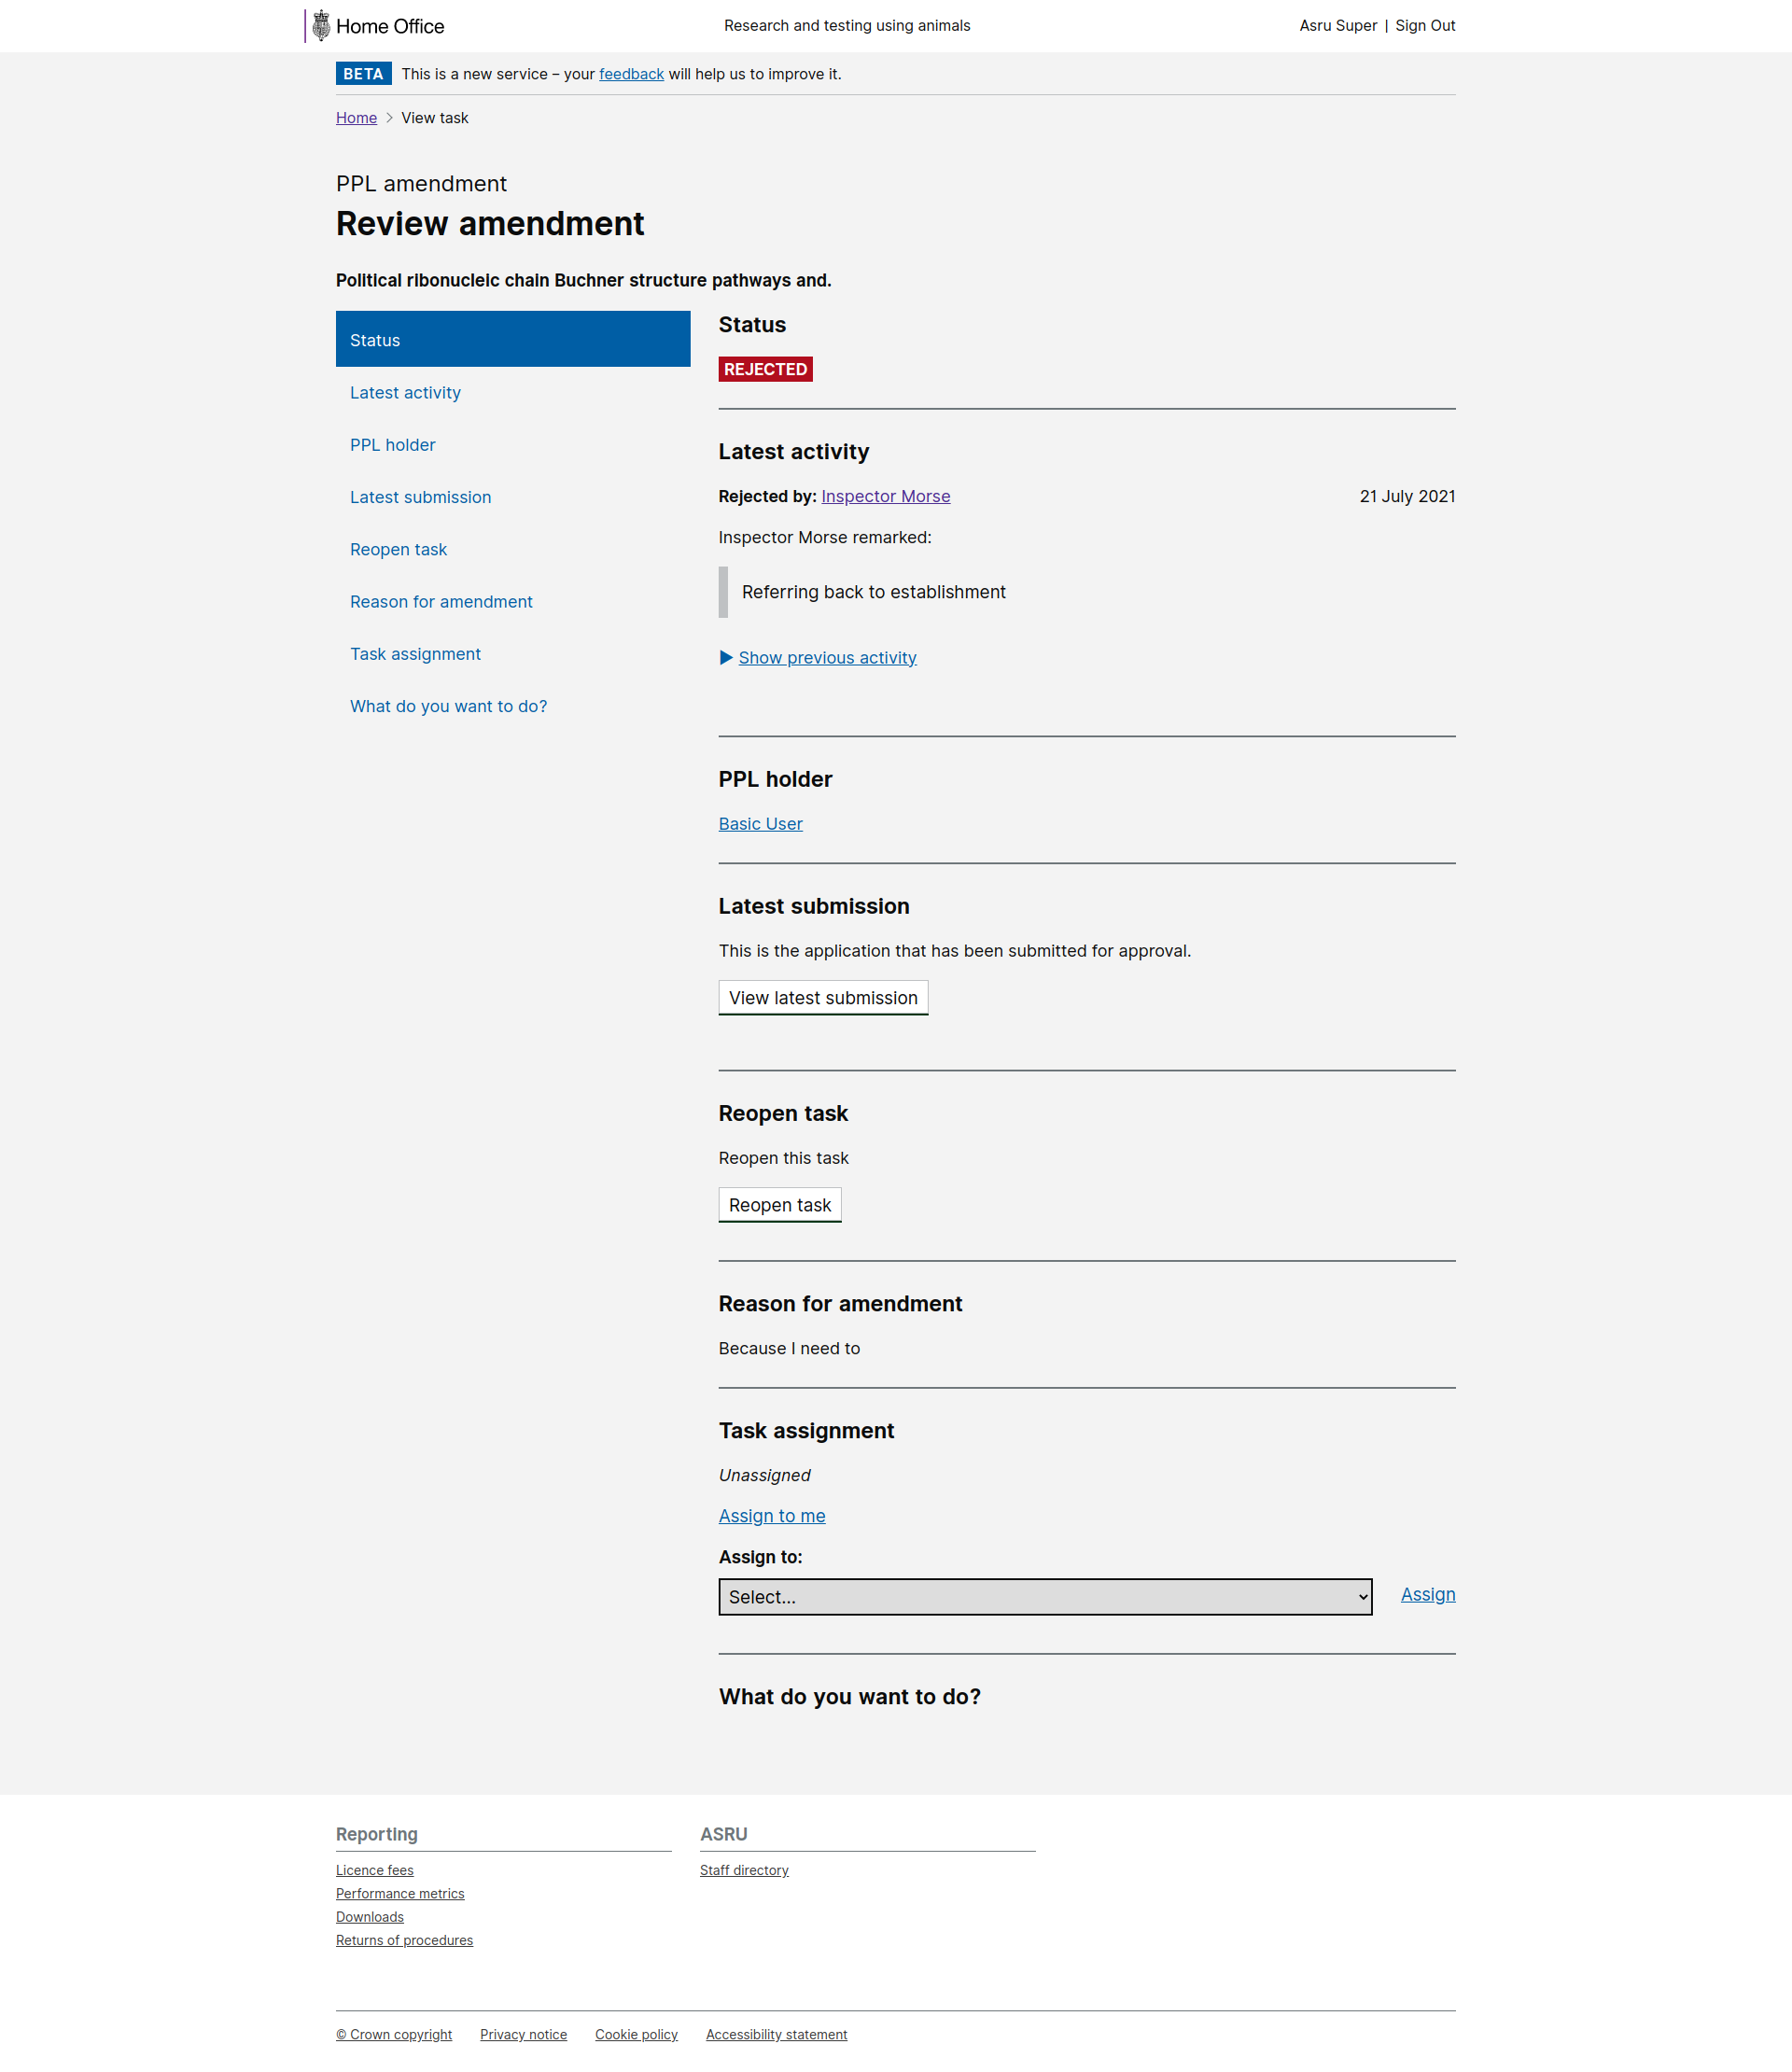 Home Office
Research and testing using animals
Asru Super | Sign Out
BETA This is a new service – your feedback will help us to improve it.
Home > View task
PPL amendment
Review amendment
Political ribonucleic chain Buchner structure pathways and.
Status
Latest activity
PPL holder
Latest submission
Reopen task
Reason for amendment
Task assignment
What do you want to do?
Status
REJECTED
Latest activity
Rejected by: Inspector Morse 21 July 2021
Inspector Morse remarked:
Referring back to establishment
Show previous activity
PPL holder
Basic User
Latest submission
This is the application that has been submitted for approval.
View latest submission
Reopen task
Reopen this task
Reopen task
Reason for amendment
Because I need to
Task assignment
Unassigned
Assign to me
Assign to:
Select...
Assign
What do you want to do?
Reporting
Licence fees
Performance metrics
Downloads
Returns of procedures
ASRU
Staff directory
© Crown copyright Privacy notice Cookie policy Accessibility statement